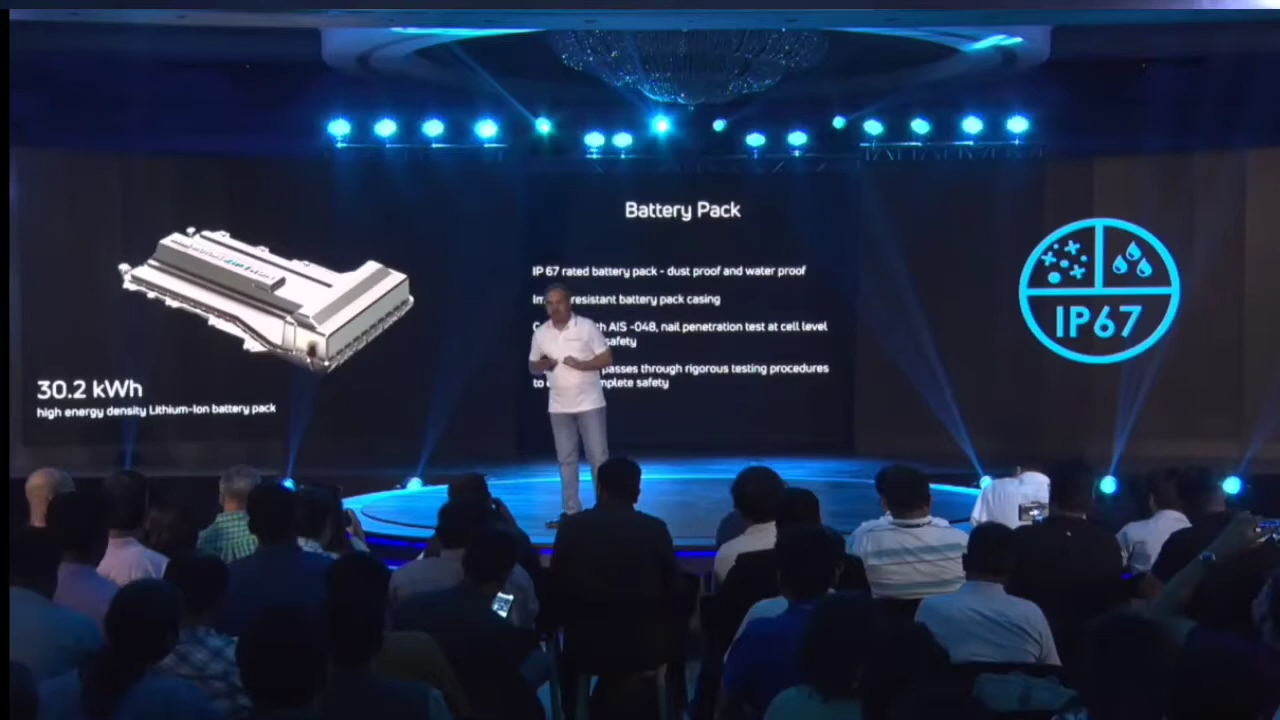 Battery Pack
IP 67 rated battery pack - dust proof and water proof
resistant battery pack casing
AIS -048, nail penetration test at cell level
safety
passes through rigorous testing procedures
to safety
30.2 kWh
high energy density Lithium-Ion battery pack
IP67